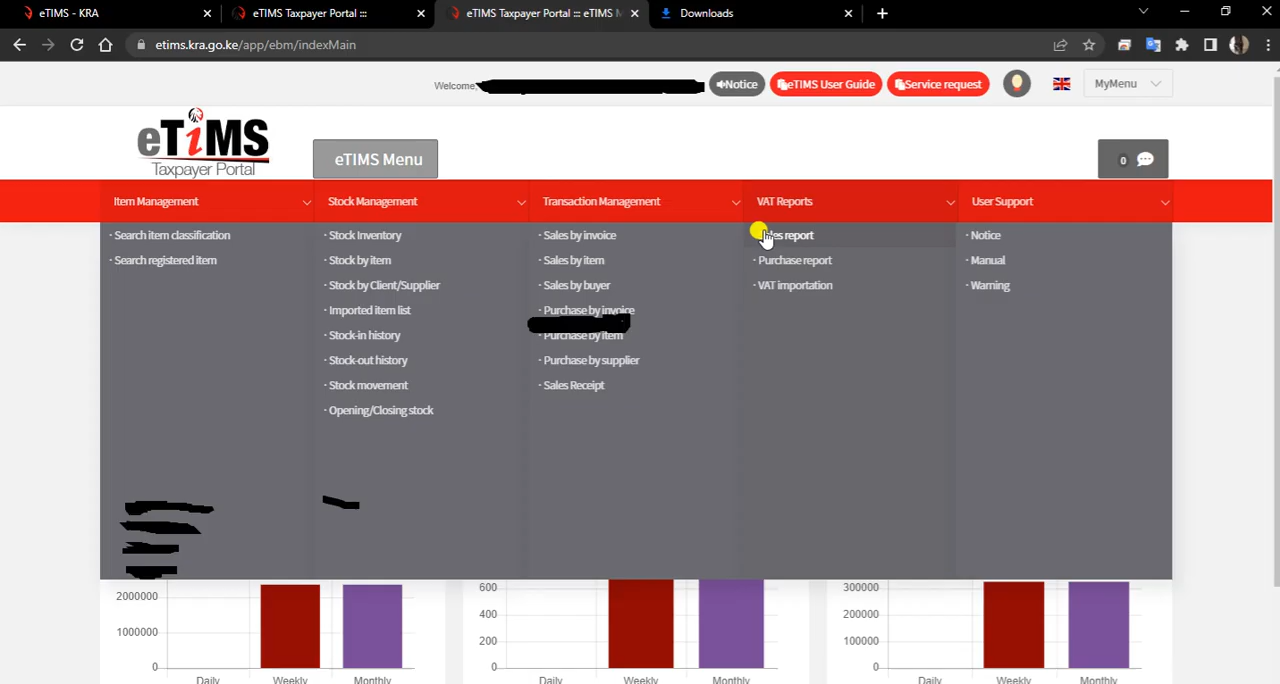 eTIMS - KRA
eTIMS Taxpayer Portal :::
eTIMS Taxpayer Portal ::: eTIMS
Downloads
etims.kra.go.ke/app/ebm/indexMain
Welcome:
Notice
eTIMS User Guide
Service request
MyMenu
eTiMS
Taxpayer Portal
eTIMS Menu
0
Item Management
Stock Management
Transaction Management
VAT Reports
User Support
· Search item classification
· Search registered item
· Stock Inventory
· Stock by item
· Stock by Client/Supplier
· Imported item list
· Stock-in history
· Stock-out history
· Stock movement
· Opening/Closing stock
· Sales by invoice
· Sales by item
· Sales by buyer
· Purchase by invoice
· Purchase by item
· Purchase by supplier
· Sales Receipt
report
· Purchase report
· VAT importation
· Notice
· Manual
· Warning
2000000
1000000
0
Daily Weekly Monthly
600
400
200
0
Daily Weekly Monthly
300000
200000
100000
0
Daily Weekly Monthly